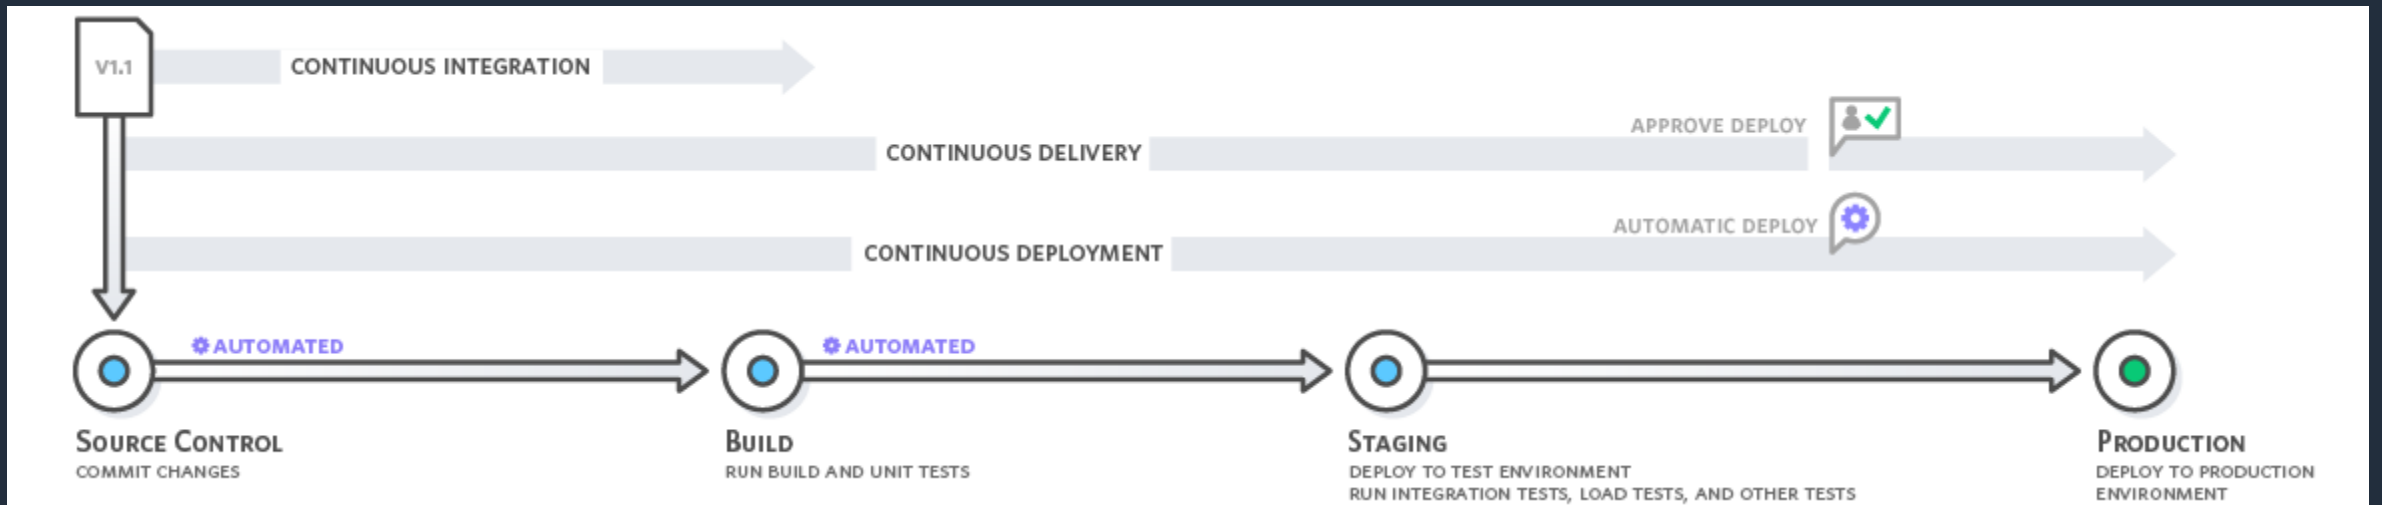 V1.1
CONTINUOUS INTEGRATION
APPROVE DEPLOY
CONTINUOUS DELIVERY
AUTOMATIC DEPLOY
CONTINUOUS DEPLOYMENT
AUTOMATED
AUTOMATED
SOURCE CONTROL
COMMIT CHANGES
BUILD
RUN BUILD AND UNIT TESTS
STAGING
DEPLOY TO TEST ENVIRONMENT
RUN INTEGRATION TESTS, LOAD TESTS, AND OTHER TESTS
PRODUCTION
DEPLOY TO PRODUCTION
ENVIRONMENT